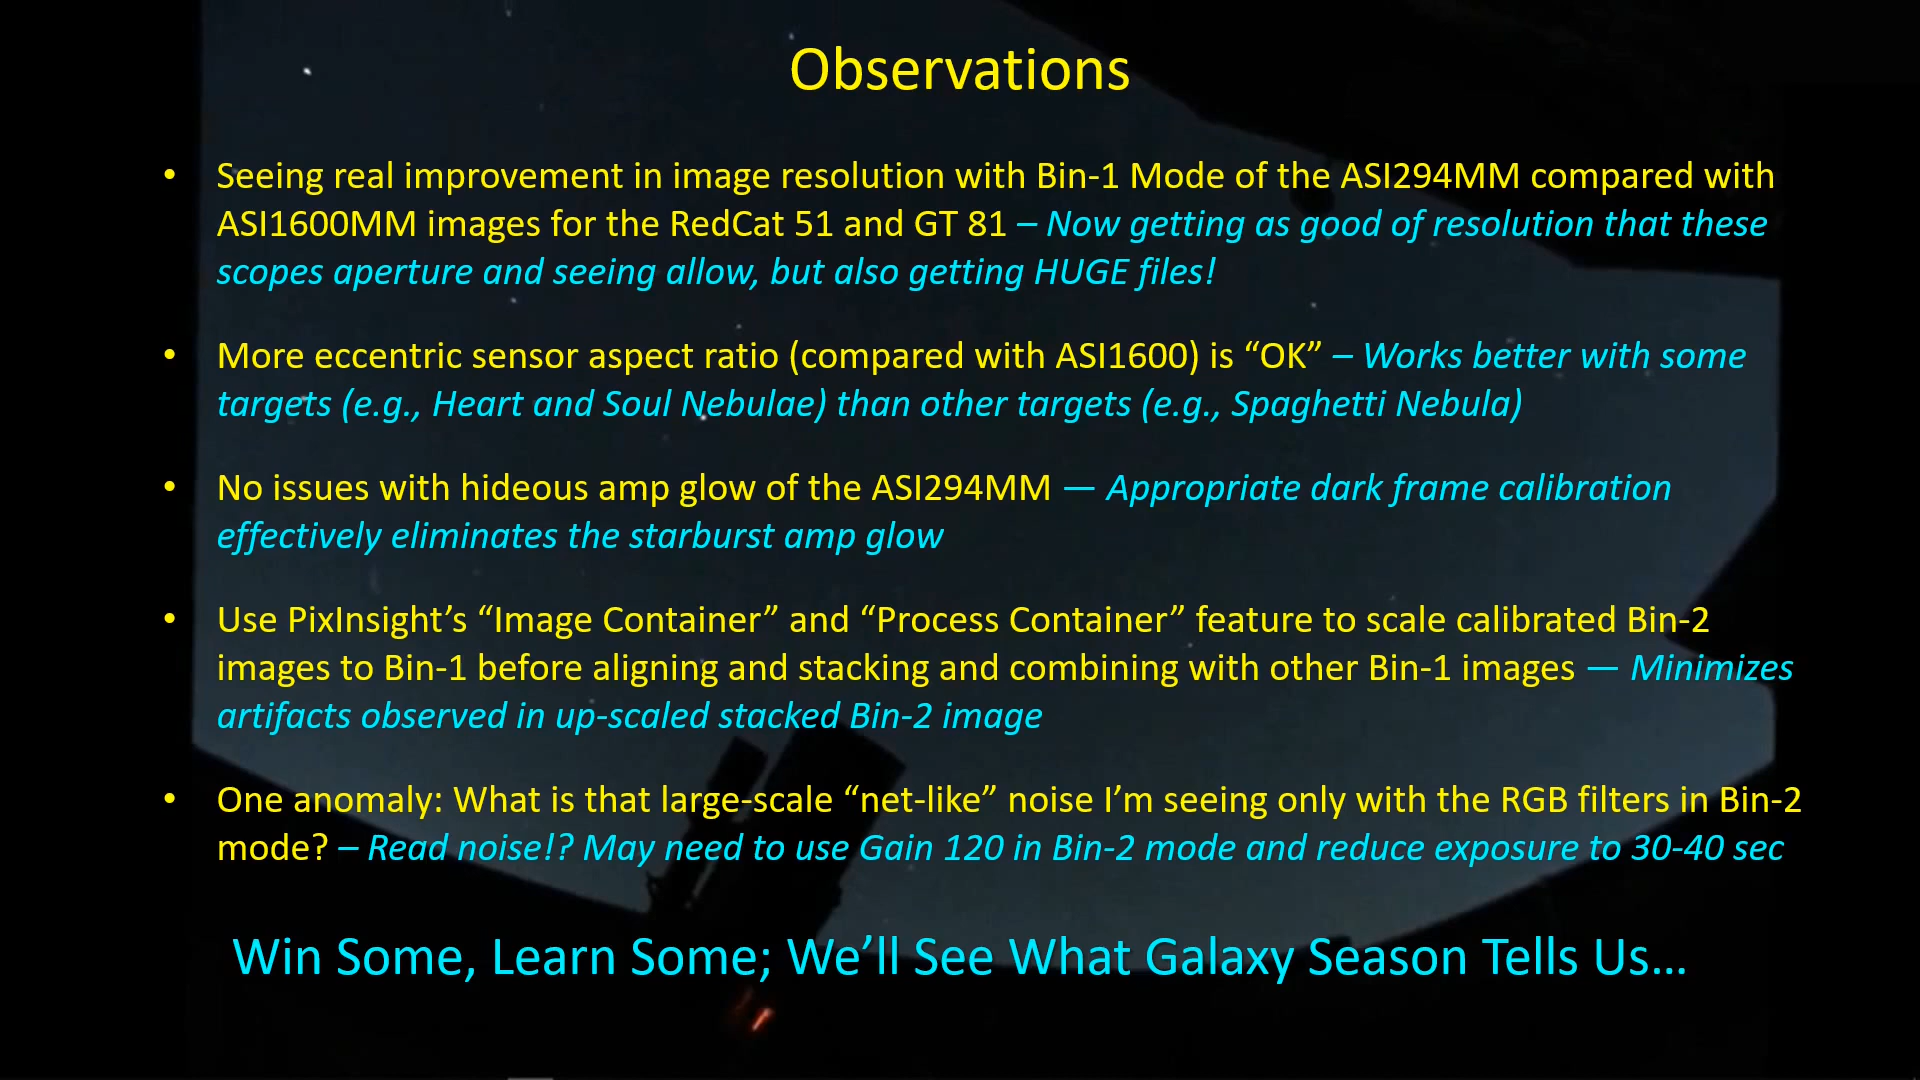 Observations
• Seeing real improvement in image resolution with Bin-1 Mode of the ASI294MM compared with
ASI1600MM images for the RedCat 51 and GT 81 – Now getting as good of resolution that these
scopes aperture and seeing allow, but also getting HUGE files!
• More eccentric sensor aspect ratio (compared with ASI1600) is “OK” – Works better with some
targets (e.g., Heart and Soul Nebulae) than other targets (e.g., Spaghetti Nebula)
• No issues with hideous amp glow of the ASI294MM — Appropriate dark frame calibration
effectively eliminates the starburst amp glow
• Use PixInsight’s “Image Container” and “Process Container” feature to scale calibrated Bin-2
images to Bin-1 before aligning and stacking and combining with other Bin-1 images — Minimizes
artifacts observed in up-scaled stacked Bin-2 image
• One anomaly: What is that large-scale “net-like” noise I’m seeing only with the RGB filters in Bin-2
mode? – Read noise!? May need to use Gain 120 in Bin-2 mode and reduce exposure to 30-40 sec
Win Some, Learn Some; We’ll See What Galaxy Season Tells Us…